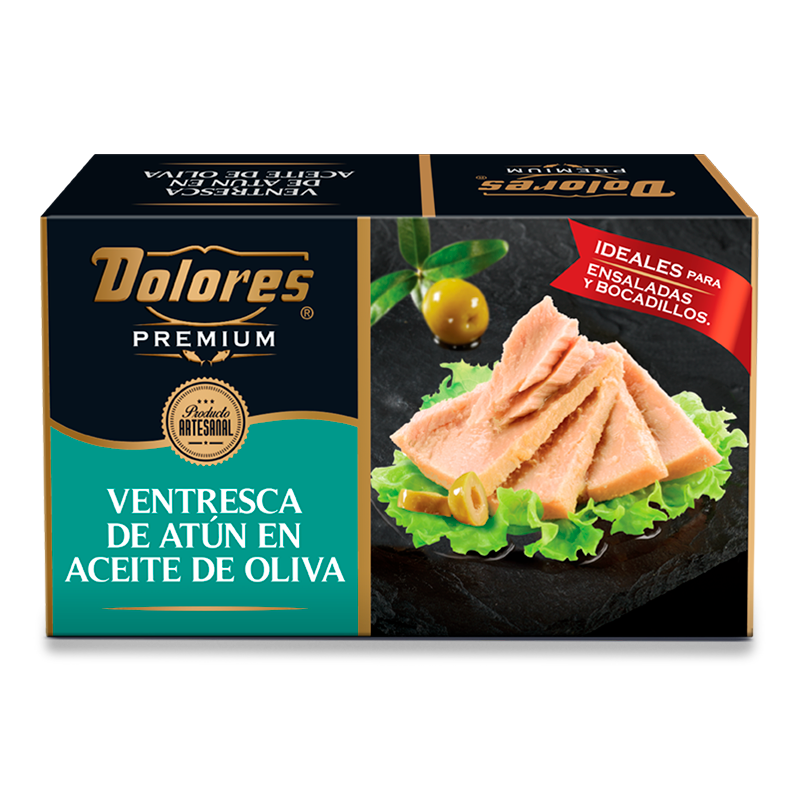 VENTRESCA
DE ATÚN EN
ACEITE DE OLIVA
Dolores®
PREMIUM
Dolores®
PREMIUM
Producto
ARTESANAL
VENTRESCA
DE ATÚN EN
ACEITE DE OLIVA
IDEALES PARA
ENSALADAS
Y BOCADILLOS.